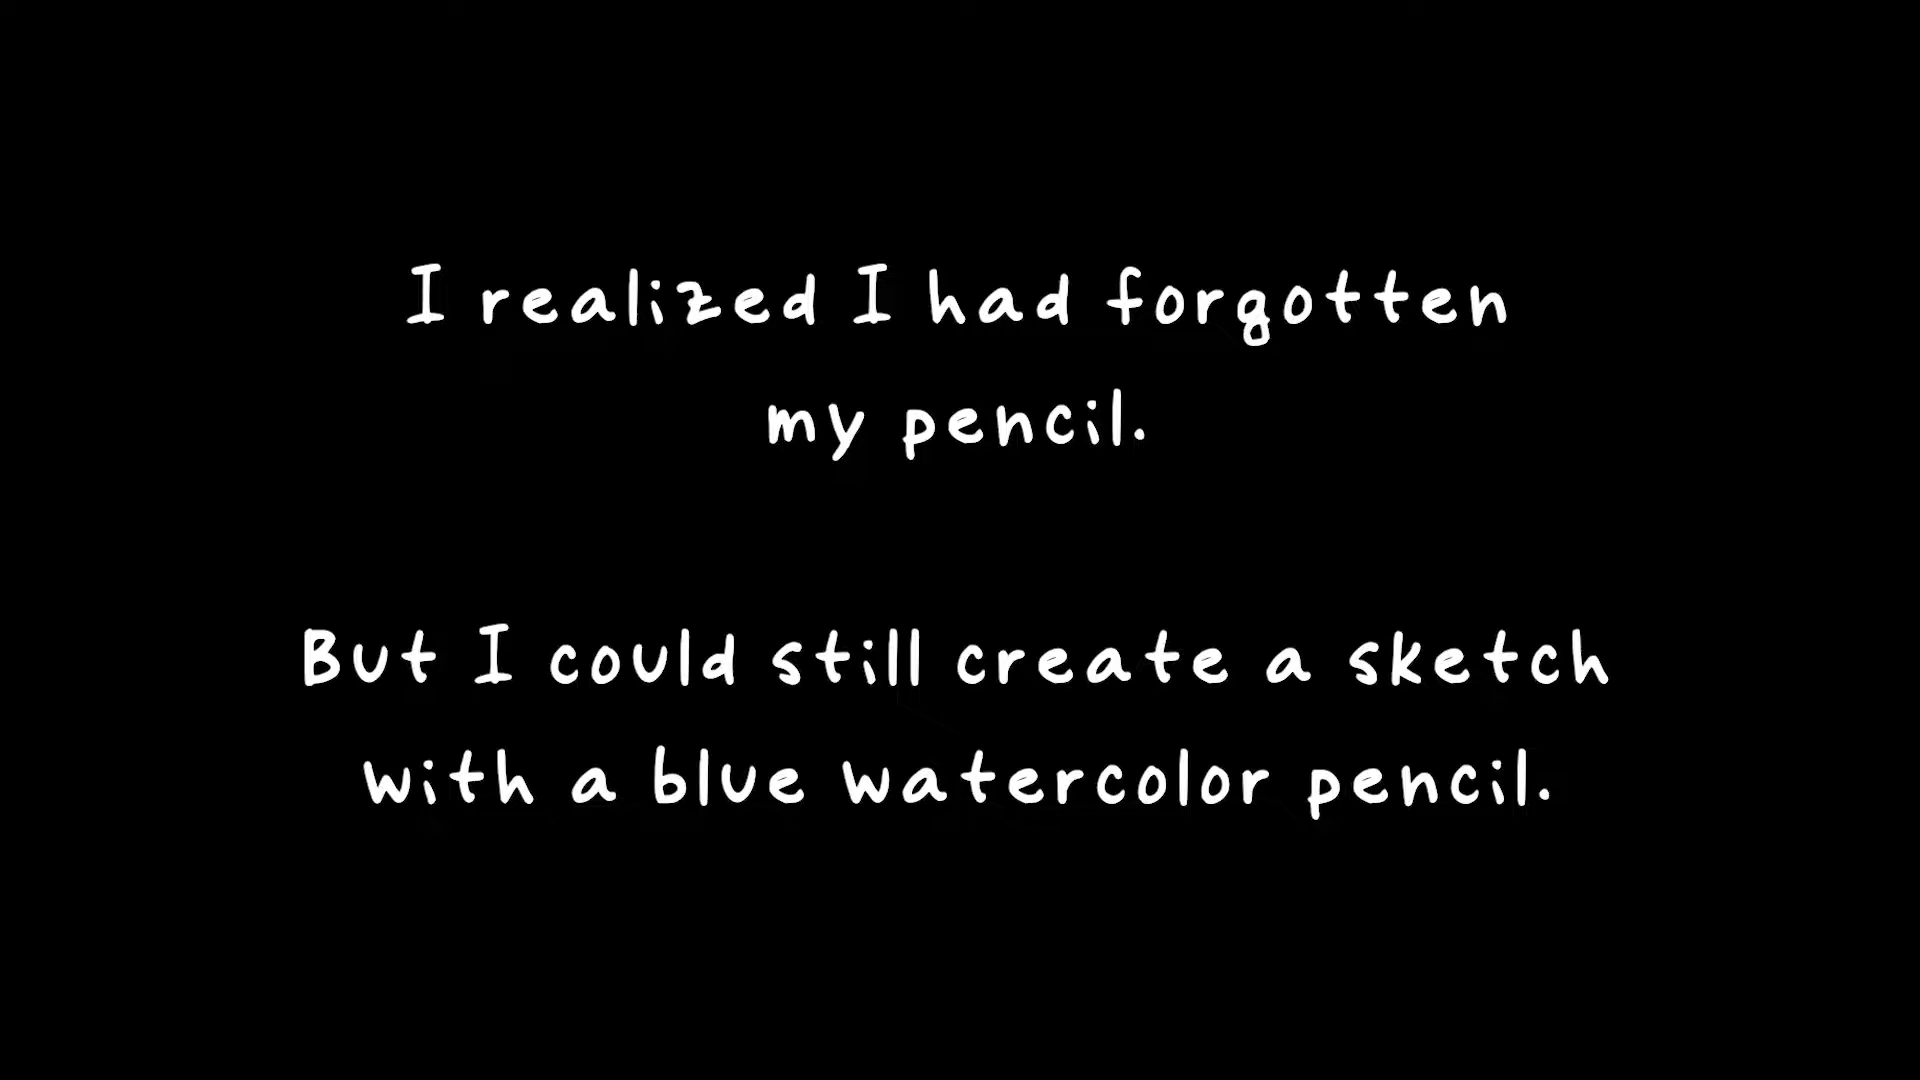 I realized I had forgotten
my pencil.
But I could still create a sketch
with a blue watercolor pencil.